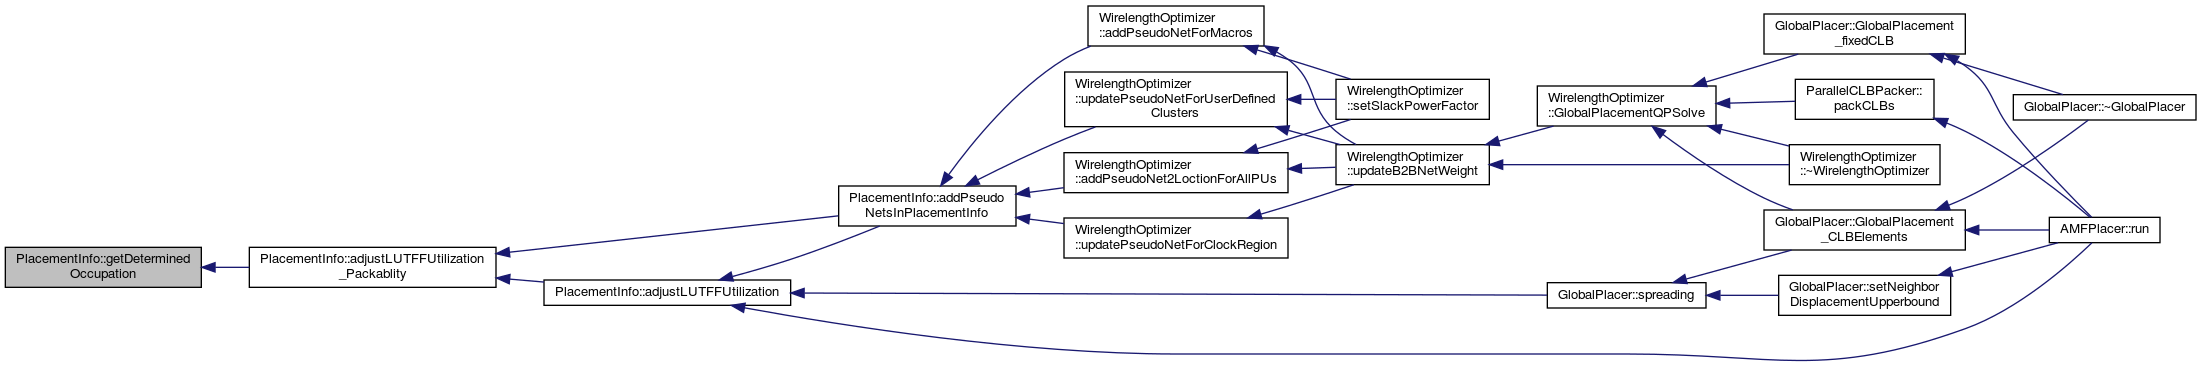 PlacementInfo::getDetermined
Occupation
PlacementInfo::adjustLUTFFUtilization
_Packablity
PlacementInfo::addPseudo
NetsInPlacementInfo
PlacementInfo::adjustLUTFFUtilization
WirelengthOptimizer
::addPseudoNetForMacros
WirelengthOptimizer
::updatePseudoNetForUserDefined
Clusters
WirelengthOptimizer
::addPseudoNet2LoctionForAllPUs
WirelengthOptimizer
::updatePseudoNetForClockRegion
WirelengthOptimizer
::setSlackPowerFactor
WirelengthOptimizer
::updateB2BNetWeight
WirelengthOptimizer
::GlobalPlacementQPSolve
GlobalPlacer::spreading
GlobalPlacer::GlobalPlacement
_fixedCLB
ParallelCLBPacker::
packCLBs
WirelengthOptimizer
::~WirelengthOptimizer
GlobalPlacer::GlobalPlacement
_CLBElements
GlobalPlacer::setNeighbor
DisplacementUpperbound
GlobalPlacer::~GlobalPlacer
AMFPlacer::run